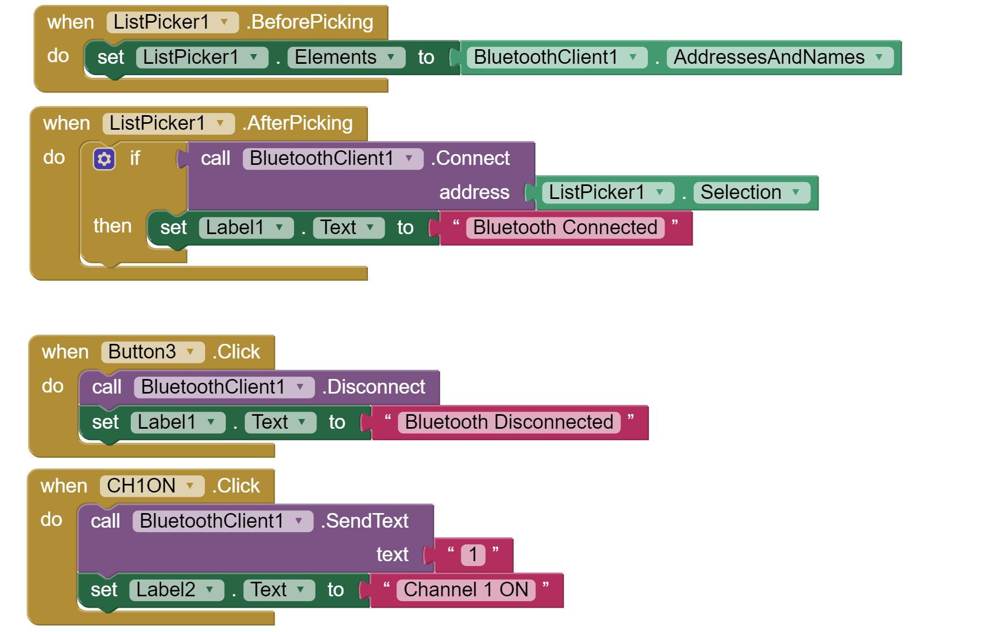 when ListPicker1 .BeforePicking
do set ListPicker1 . Elements to BluetoothClient1 . AddressesAndNames
when ListPicker1 .AfterPicking
do if call BluetoothClient1 .Connect
address ListPicker1 . Selection
then set Label1 . Text to “ Bluetooth Connected ”
when Button3 .Click
do call BluetoothClient1 .Disconnect
set Label1 . Text to “ Bluetooth Disconnected ”
when CH1ON .Click
do call BluetoothClient1 .SendText
text “ 1 ”
set Label2 . Text to “ Channel 1 ON ”